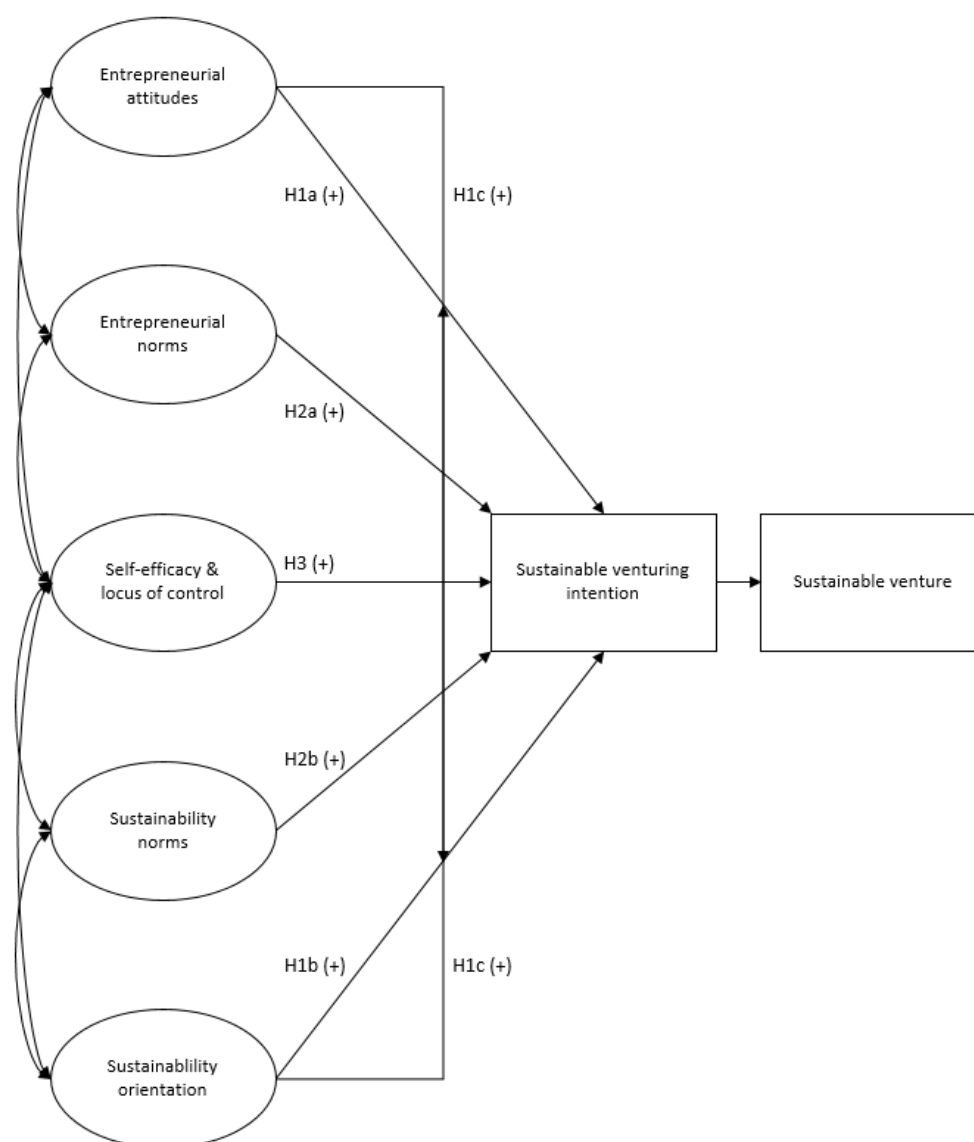 Entrepreneurial
attitudes
H1a (+)
H1c (+)
Entrepreneurial
norms
H2a (+)
Self-efficacy &
locus of control
H3 (+)
Sustainable venturing
intention
Sustainable venture
H2b (+)
Sustainability
norms
H1b (+)
H1c (+)
Sustainablility
orientation